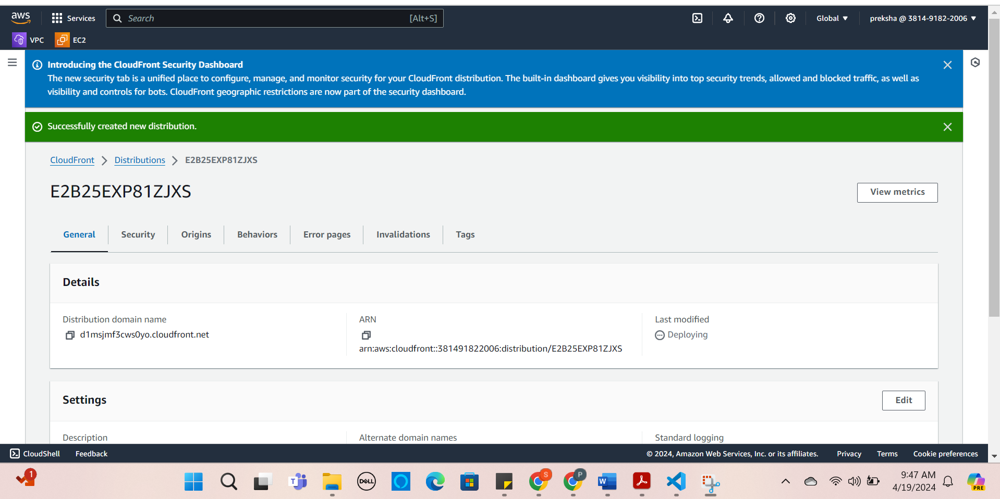 aws
Services
Search
[Alt+S]
Global
preksha @ 3814-9182-2006
VPC
EC2
Introducing the CloudFront Security Dashboard
The new security tab is a unified place to configure, manage, and monitor security for your CloudFront distribution. The built-in dashboard gives you visibility into top security trends, allowed and blocked traffic, as well as
visibility and controls for bots. CloudFront geographic restrictions are now part of the security dashboard.
Successfully created new distribution.
CloudFront
Distributions
E2B25EXP81ZJXS
E2B25EXP81ZJXS
View metrics
General
Security
Origins
Behaviors
Error pages
Invalidations
Tags
Details
Distribution domain name
d1msjmf3cws0yo.cloudfront.net
ARN
arn:aws:cloudfront::381491822006:distribution/E2B25EXP81ZJXS
Last modified
Deploying
Settings
Edit
Description
Alternate domain names
Standard logging
CloudShell
Feedback
© 2024, Amazon Web Services, Inc. or its affiliates.
Privacy
Terms
Cookie preferences
1
T
DELL
S
P
W
9:47 AM
4/19/2024
PRE